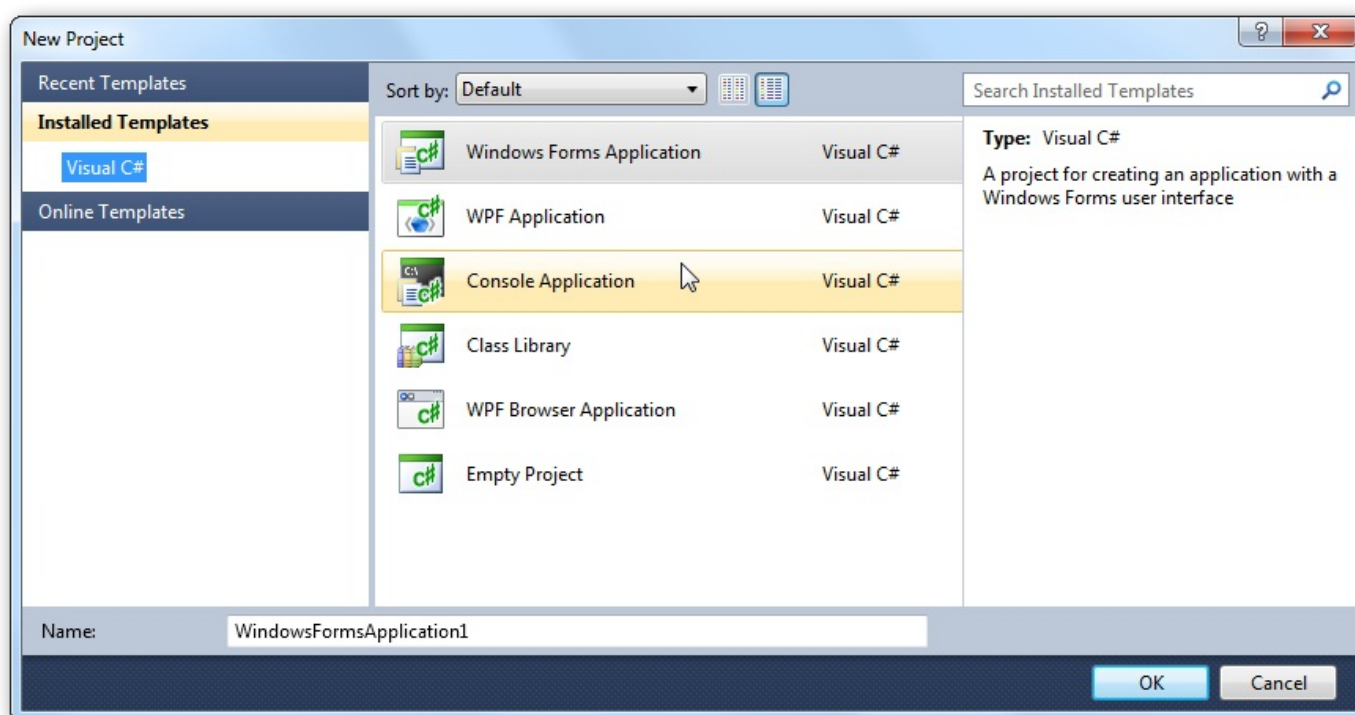 New Project
Recent Templates
Installed Templates
Visual C#
Online Templates
Sort by: Default
Windows Forms Application Visual C#
WPF Application Visual C#
Console Application Visual C#
Class Library Visual C#
WPF Browser Application Visual C#
Empty Project Visual C#
Search Installed Templates
Type: Visual C#
A project for creating an application with a
Windows Forms user interface
Name: WindowsFormsApplication1
OK Cancel